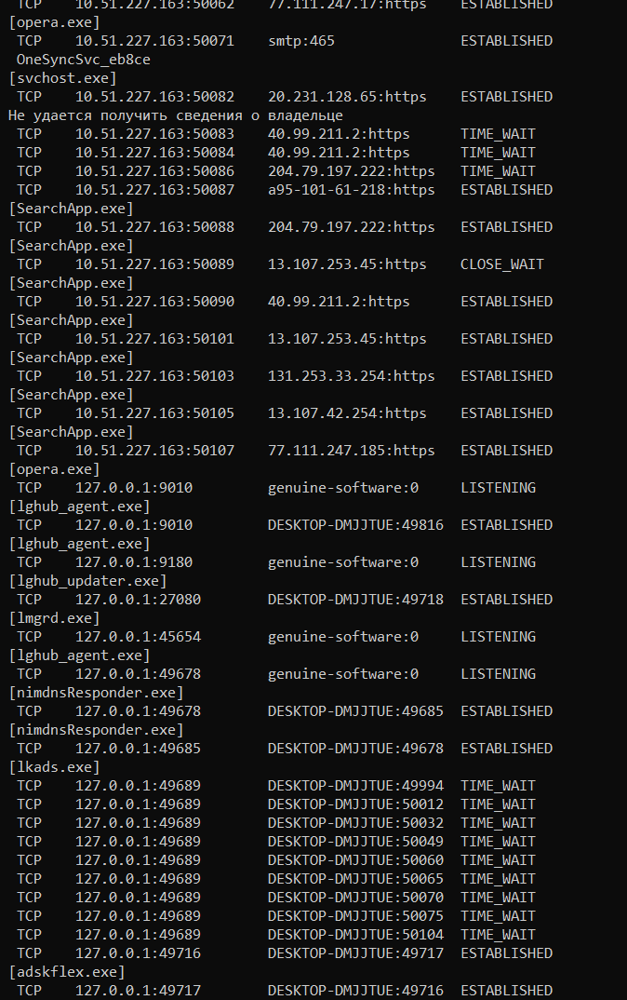 TCP    10.51.227.163:50062    77.111.247.17:https    ESTABLISHED
[opera.exe]
TCP    10.51.227.163:50071    smtp:465               ESTABLISHED
OneSyncSvc_eb8ce
[svchost.exe]
TCP    10.51.227.163:50082    20.231.128.65:https    ESTABLISHED
Не удается получить сведения о владельце
TCP    10.51.227.163:50083    40.99.211.2:https      TIME_WAIT
TCP    10.51.227.163:50084    40.99.211.2:https      TIME_WAIT
TCP    10.51.227.163:50086    204.79.197.222:https   TIME_WAIT
TCP    10.51.227.163:50087    a95-101-61-218:https   ESTABLISHED
[SearchApp.exe]
TCP    10.51.227.163:50088    204.79.197.222:https   ESTABLISHED
[SearchApp.exe]
TCP    10.51.227.163:50089    13.107.253.45:https    CLOSE_WAIT
[SearchApp.exe]
TCP    10.51.227.163:50090    40.99.211.2:https      ESTABLISHED
[SearchApp.exe]
TCP    10.51.227.163:50101    13.107.253.45:https    ESTABLISHED
[SearchApp.exe]
TCP    10.51.227.163:50103    131.253.33.254:https   ESTABLISHED
[SearchApp.exe]
TCP    10.51.227.163:50105    13.107.42.254:https    ESTABLISHED
[SearchApp.exe]
TCP    10.51.227.163:50107    77.111.247.185:https   ESTABLISHED
[opera.exe]
TCP    127.0.0.1:9010         genuine-software:0     LISTENING
[lghub_agent.exe]
TCP    127.0.0.1:9010         DESKTOP-DMJJTUE:49816  ESTABLISHED
[lghub_agent.exe]
TCP    127.0.0.1:9180         genuine-software:0     LISTENING
[lghub_updater.exe]
TCP    127.0.0.1:27080        DESKTOP-DMJJTUE:49718  ESTABLISHED
[lmgrd.exe]
TCP    127.0.0.1:45654        genuine-software:0     LISTENING
[lghub_agent.exe]
TCP    127.0.0.1:49678        genuine-software:0     LISTENING
[nimdnsResponder.exe]
TCP    127.0.0.1:49678        DESKTOP-DMJJTUE:49685  ESTABLISHED
[nimdnsResponder.exe]
TCP    127.0.0.1:49685        DESKTOP-DMJJTUE:49678  ESTABLISHED
[lkads.exe]
TCP    127.0.0.1:49689        DESKTOP-DMJJTUE:49994  TIME_WAIT
TCP    127.0.0.1:49689        DESKTOP-DMJJTUE:50012  TIME_WAIT
TCP    127.0.0.1:49689        DESKTOP-DMJJTUE:50032  TIME_WAIT
TCP    127.0.0.1:49689        DESKTOP-DMJJTUE:50049  TIME_WAIT
TCP    127.0.0.1:49689        DESKTOP-DMJJTUE:50060  TIME_WAIT
TCP    127.0.0.1:49689        DESKTOP-DMJJTUE:50065  TIME_WAIT
TCP    127.0.0.1:49689        DESKTOP-DMJJTUE:50070  TIME_WAIT
TCP    127.0.0.1:49689        DESKTOP-DMJJTUE:50075  TIME_WAIT
TCP    127.0.0.1:49689        DESKTOP-DMJJTUE:50104  TIME_WAIT
TCP    127.0.0.1:49716        DESKTOP-DMJJTUE:49717  ESTABLISHED
[adskflex.exe]
TCP    127.0.0.1:49717        DESKTOP-DMJJTUE:49716  ESTABLISHED